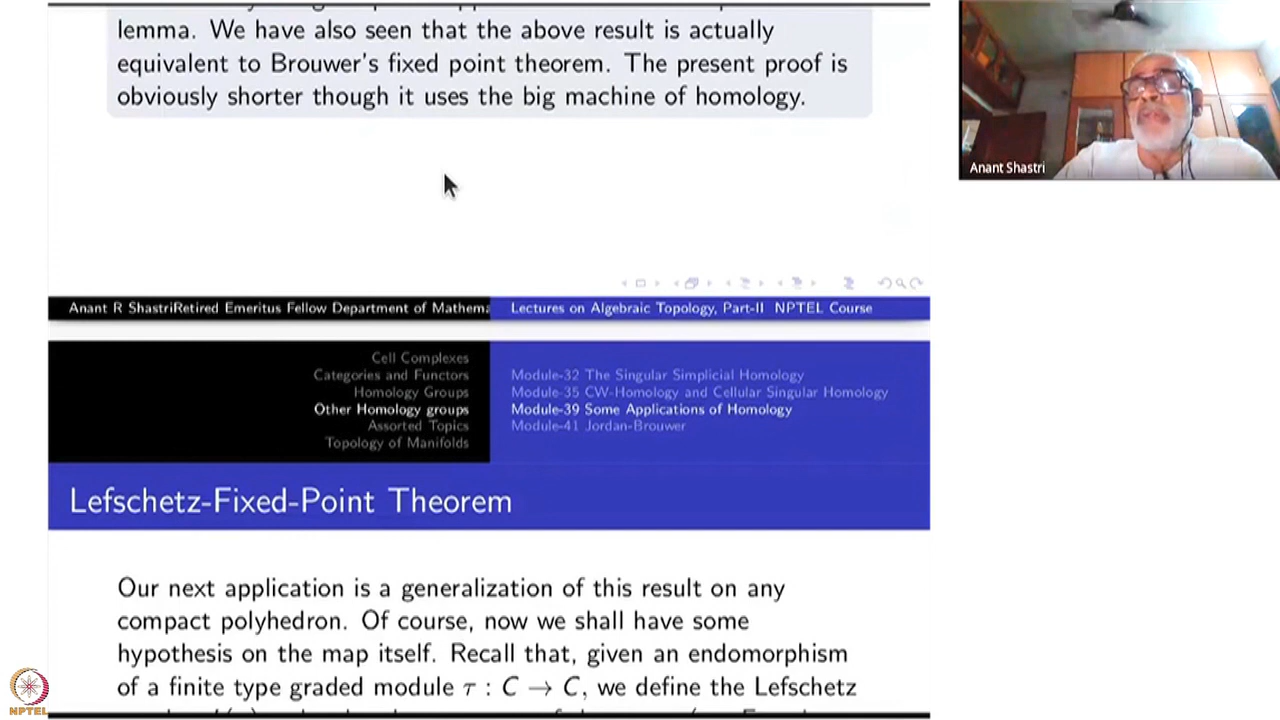 lemma. We have also seen that the above result is actually
equivalent to Brouwer's fixed point theorem. The present proof is
obviously shorter though it uses the big machine of homology.
Anant Shastri
Anant R ShastriRetired Emeritus Fellow Department of Mathema
Lectures on Algebraic Topology, Part-II NPTEL Course
Cell Complexes
Categories and Functors
Homology Groups
Other Homology groups
Assorted Topics
Topology of Manifolds
Module-32 The Singular Simplicial Homology
Module-35 CW-Homology and Cellular Singular Homology
Module-39 Some Applications of Homology
Module-41 Jordan-Brouwer
Lefschetz-Fixed-Point Theorem
Our next application is a generalization of this result on any
compact polyhedron. Of course, now we shall have some
hypothesis on the map itself. Recall that, given an endomorphism
of a finite type graded module τ : C → C, we define the Lefschetz
NPTEL